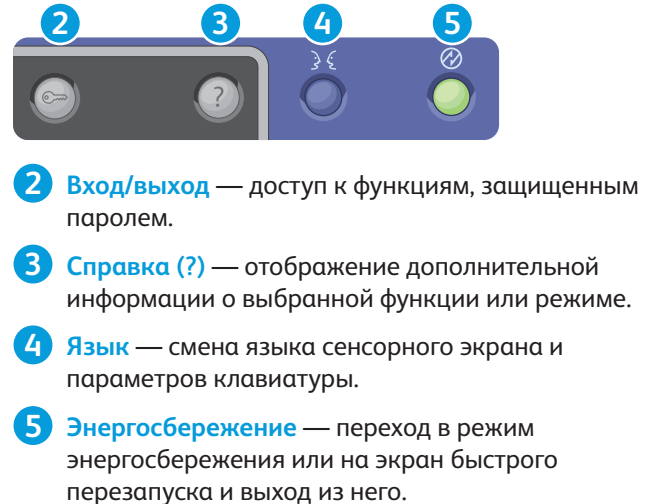 2 3 4 5
?
2 Вход/выход — доступ к функциям, защищенным
паролем.
3 Справка (?) — отображение дополнительной
информации о выбранной функции или режиме.
4 Язык — смена языка сенсорного экрана и
параметров клавиатуры.
5 Энергосбережение — переход в режим
энергосбережения или на экран быстрого
перезапуска и выход из него.